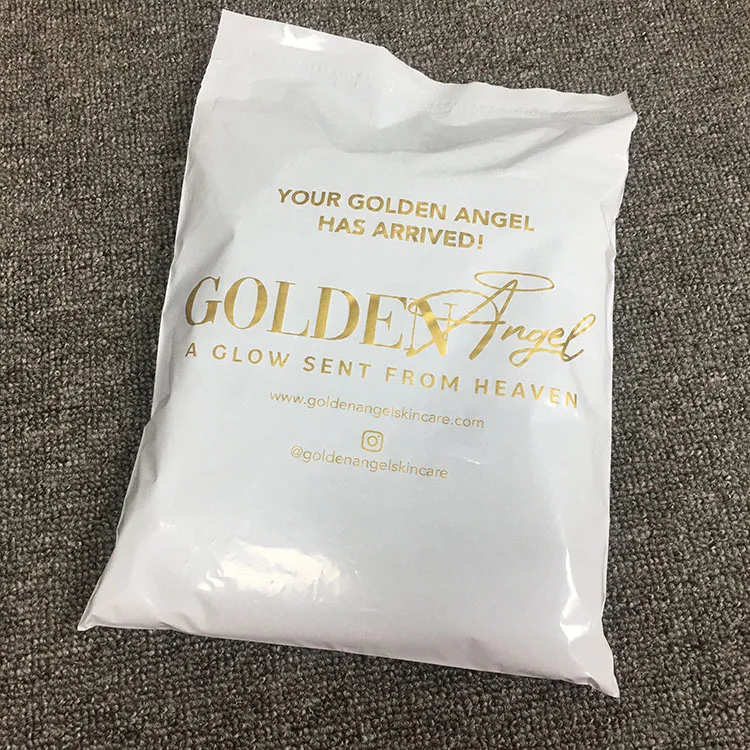 YOUR GOLDEN ANGEL
HAS ARRIVED!
GOLDEN Angel
A GLOW SENT FROM HEAVEN
www.goldenangelskincare.com
@goldenangelskincare